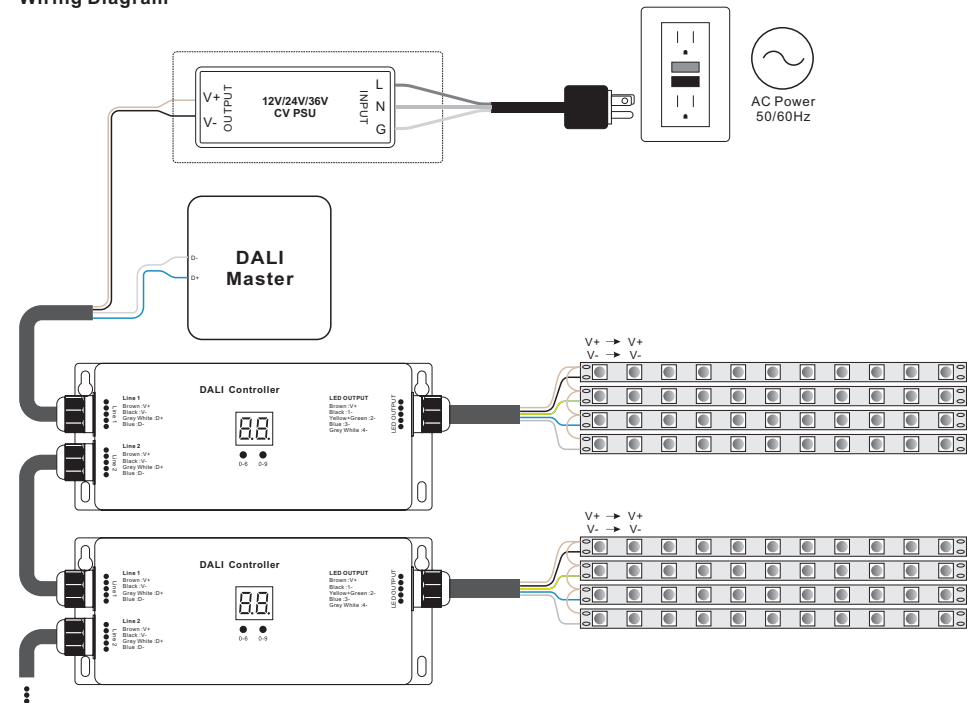 Wiring Diagram
V+
V-
OUTPUT
12V/24V/36V
CV PSU
INPUT
L
N
G
AC Power
50/60Hz
D-
D+
DALI
Master
V+ V+
V- V-
DALI Controller
Line 1
Brown :V+
Black :V-
Grey White :D+
Blue :D-
Line 1
Line 2
Brown :V+
Black :V-
Grey White :D+
Blue :D-
Line 2
8.8.
0-6 0-9
LED OUTPUT
Brown :V+
Black :1-
Yellow+Green :2-
Blue :3-
Grey White :4-
LED OUTPUT
V+ V+
V- V-
DALI Controller
Line 1
Brown :V+
Black :V-
Grey White :D+
Blue :D-
Line1
Line 2
Brown :V+
Black :V-
Grey White :D+
Blue :D-
Line 2
8.8.
0-6 0-9
LED OUTPUT
Brown :V+
Black :1-
Yellow+Green :2-
Blue :3-
Grey White :4-
LED OUTPUT